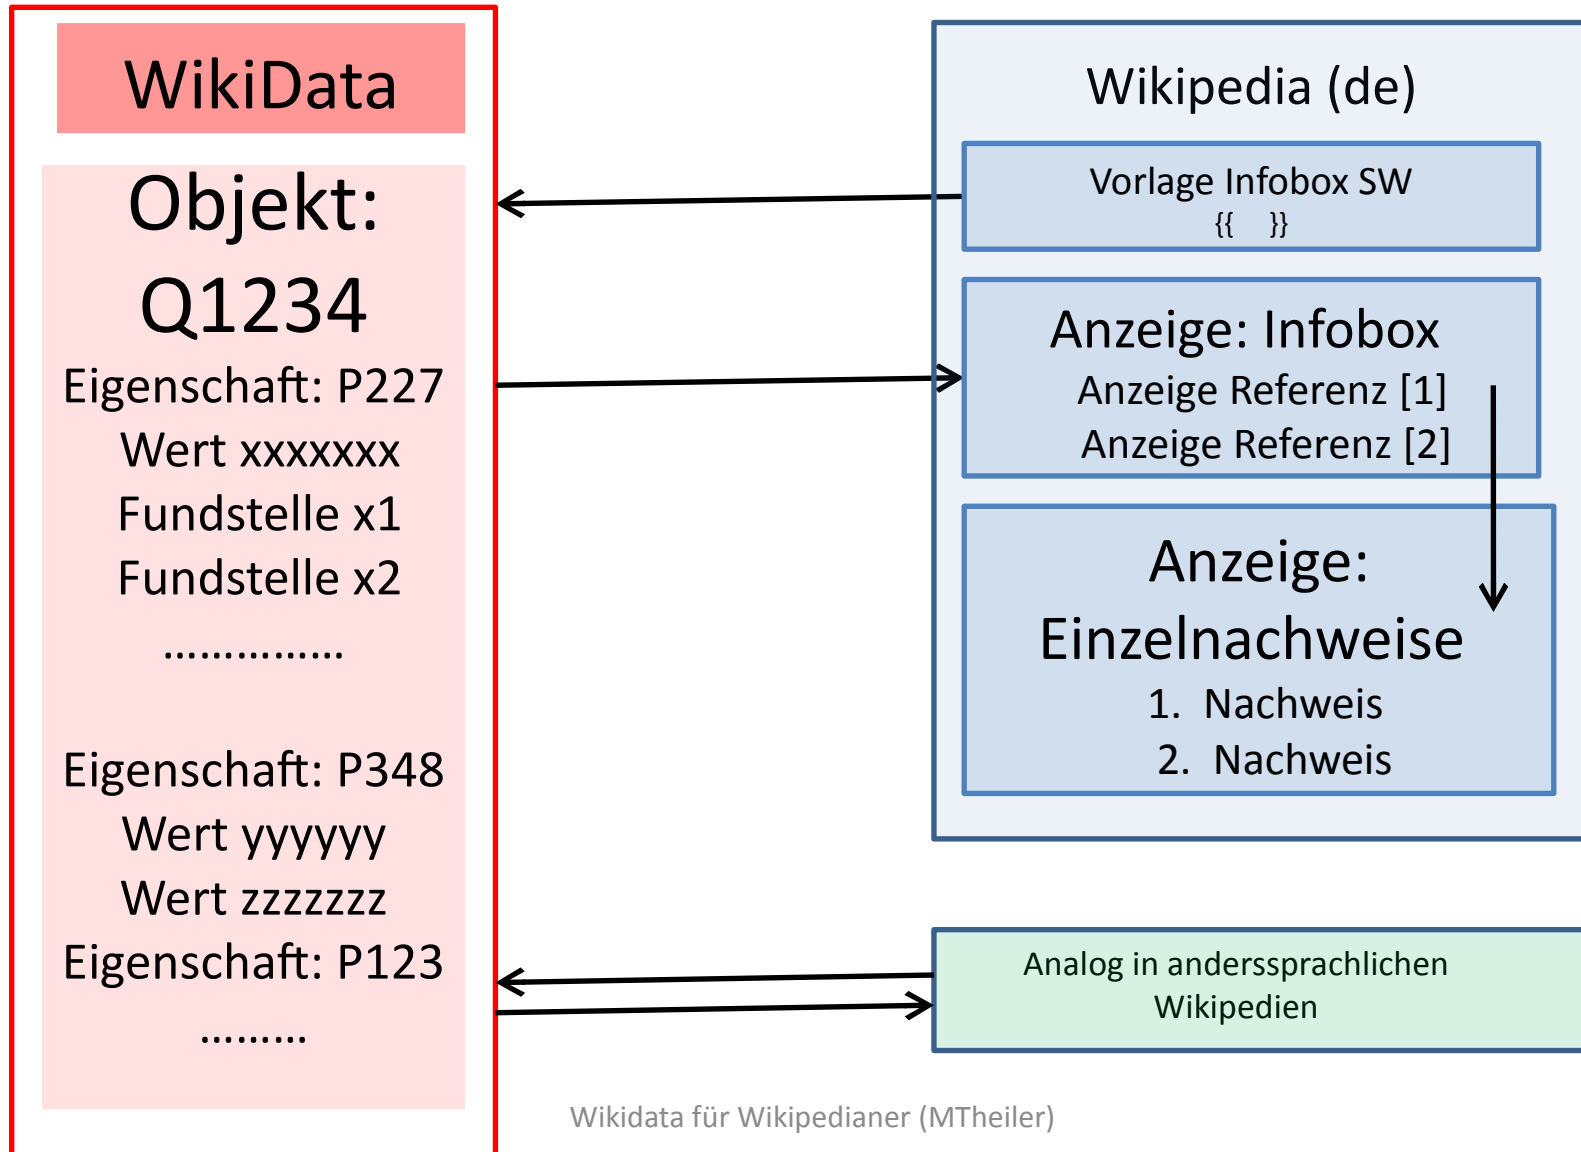 WikiData
Objekt:
Q1234
Eigenschaft: P227
Wert xxxxxxx
Fundstelle x1
Fundstelle x2
……………
Eigenschaft: P348
Wert yyyyyy
Wert zzzzzzz
Eigenschaft: P123
………
Wikipedia (de)
Vorlage Infobox SW
{{    }}
Anzeige: Infobox
Anzeige Referenz [1]
Anzeige Referenz [2]
Anzeige:
Einzelnachweise
1. Nachweis
2. Nachweis
Analog in anderssprachlichen
Wikipedien
Wikidata für Wikipedianer (MTheiler)